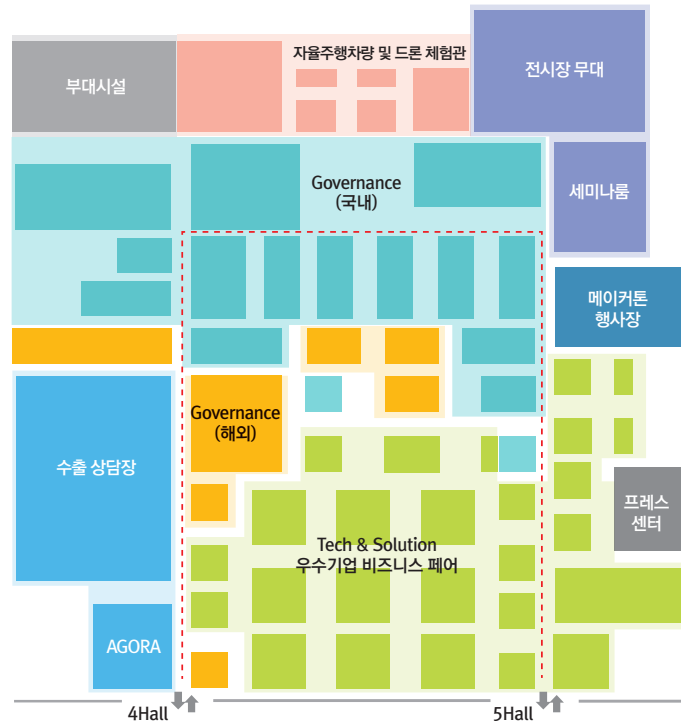 부대시설
자율주행차량 및 드론 체험관
전시장 무대
Governance
(국내)
세미나룸
메이커톤
행사장
Governance
(해외)
수출 상담장
프레스
센터
Tech & Solution
우수기업 비즈니스 페어
AGORA
4Hall
5Hall